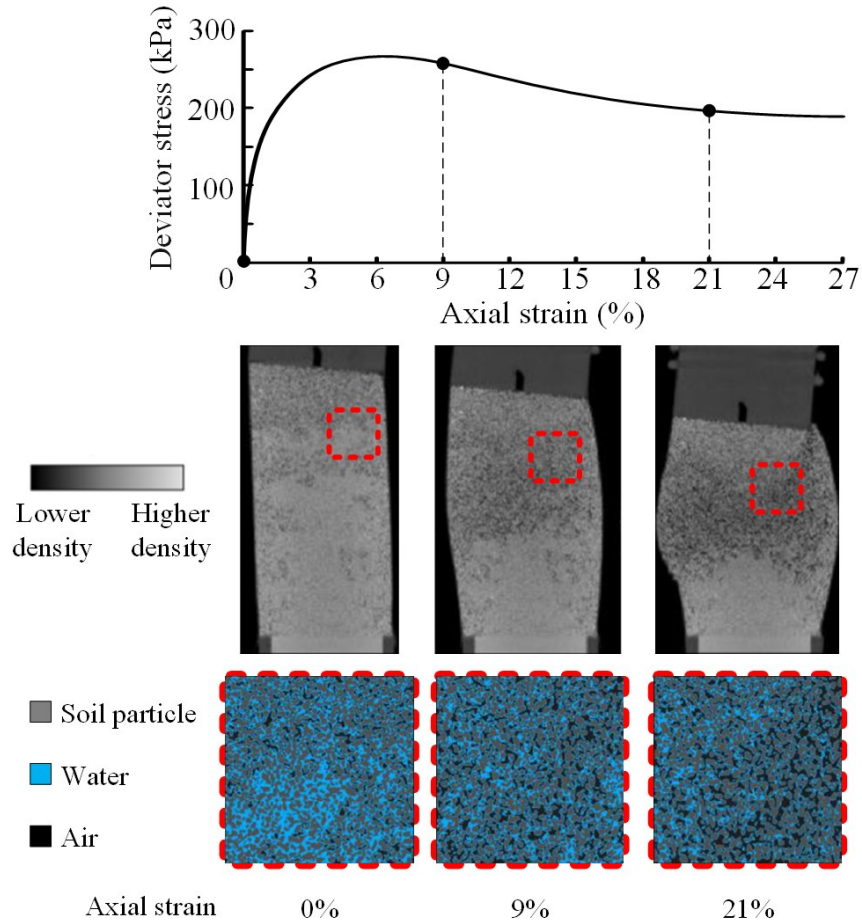 Deviator stress (kPa)
300
200
100
0
3
6
9
12
15
18
21
24
27
Axial strain (%)
Lower density
Higher density
Soil particle
Water
Air
Axial strain
0%
9%
21%